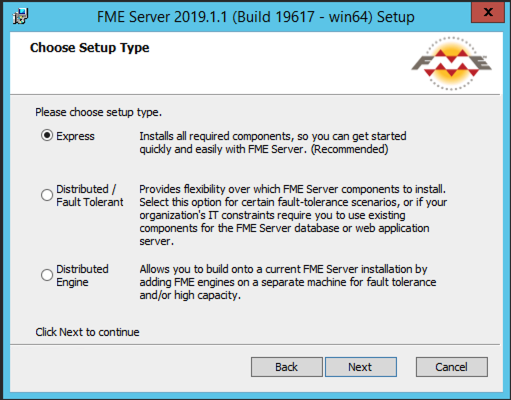 FME Server 2019.1.1 (Build 19617 - win64) Setup
x
Choose Setup Type
FME
Please choose setup type.
Express
Installs all required components, so you can get started
quickly and easily with FME Server. (Recommended)
Distributed /
Fault Tolerant
Provides flexibility over which FME Server components to install.
Select this option for certain fault-tolerance scenarios, or if your
organization's IT constraints require you to use existing
components for the FME Server database or web application
server.
Distributed
Engine
Allows you to build onto a current FME Server installation by
adding FME engines on a separate machine for fault tolerance
and/or high capacity.
Click Next to continue
Back
Next
Cancel